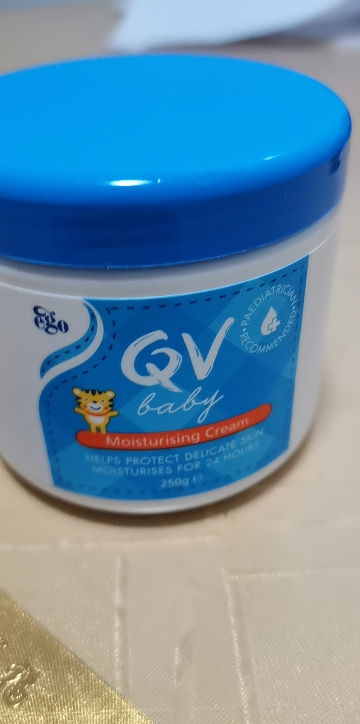 ego
PAEDIATRICIAN
RECOMMENDED
QV
baby
Moisturising Cream
HELPS PROTECT DELICATE SKIN
MOISTURISES FOR 24 HOURS
250g e